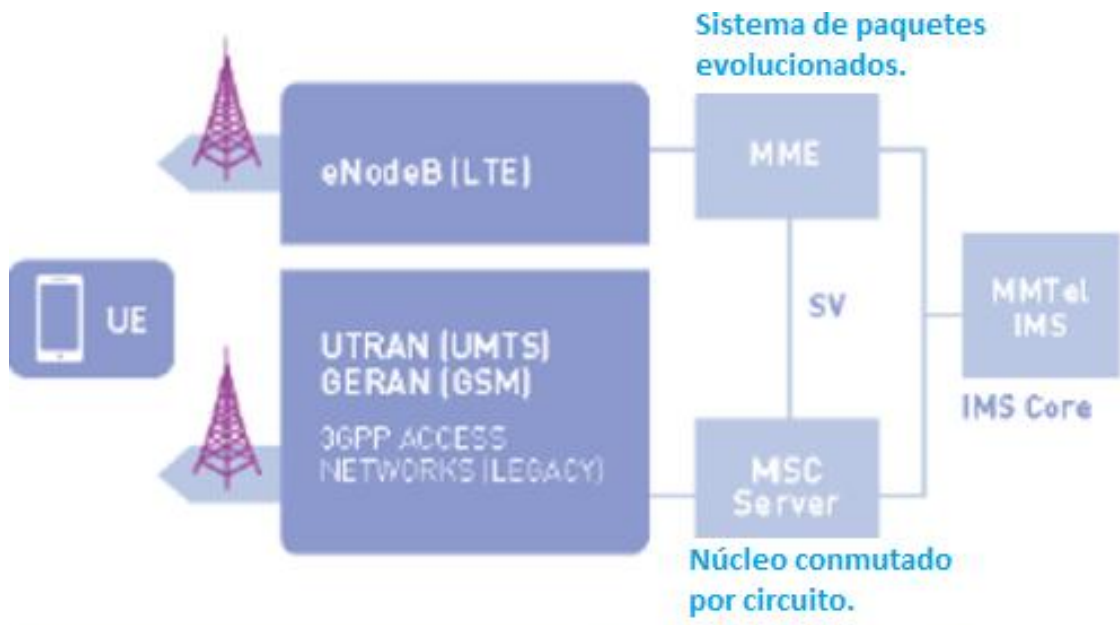 Sistema de paquetes
evolucionados.
eNodeB (LTE)
MME
UE
UTRAN (UMTS)
GERAN (GSM)
3GPP ACCESS
NETWORKS (LEGACY)
SV
MMTel
IMS
IMS Core
MSC
Server
Núcleo conmutado
por circuito.